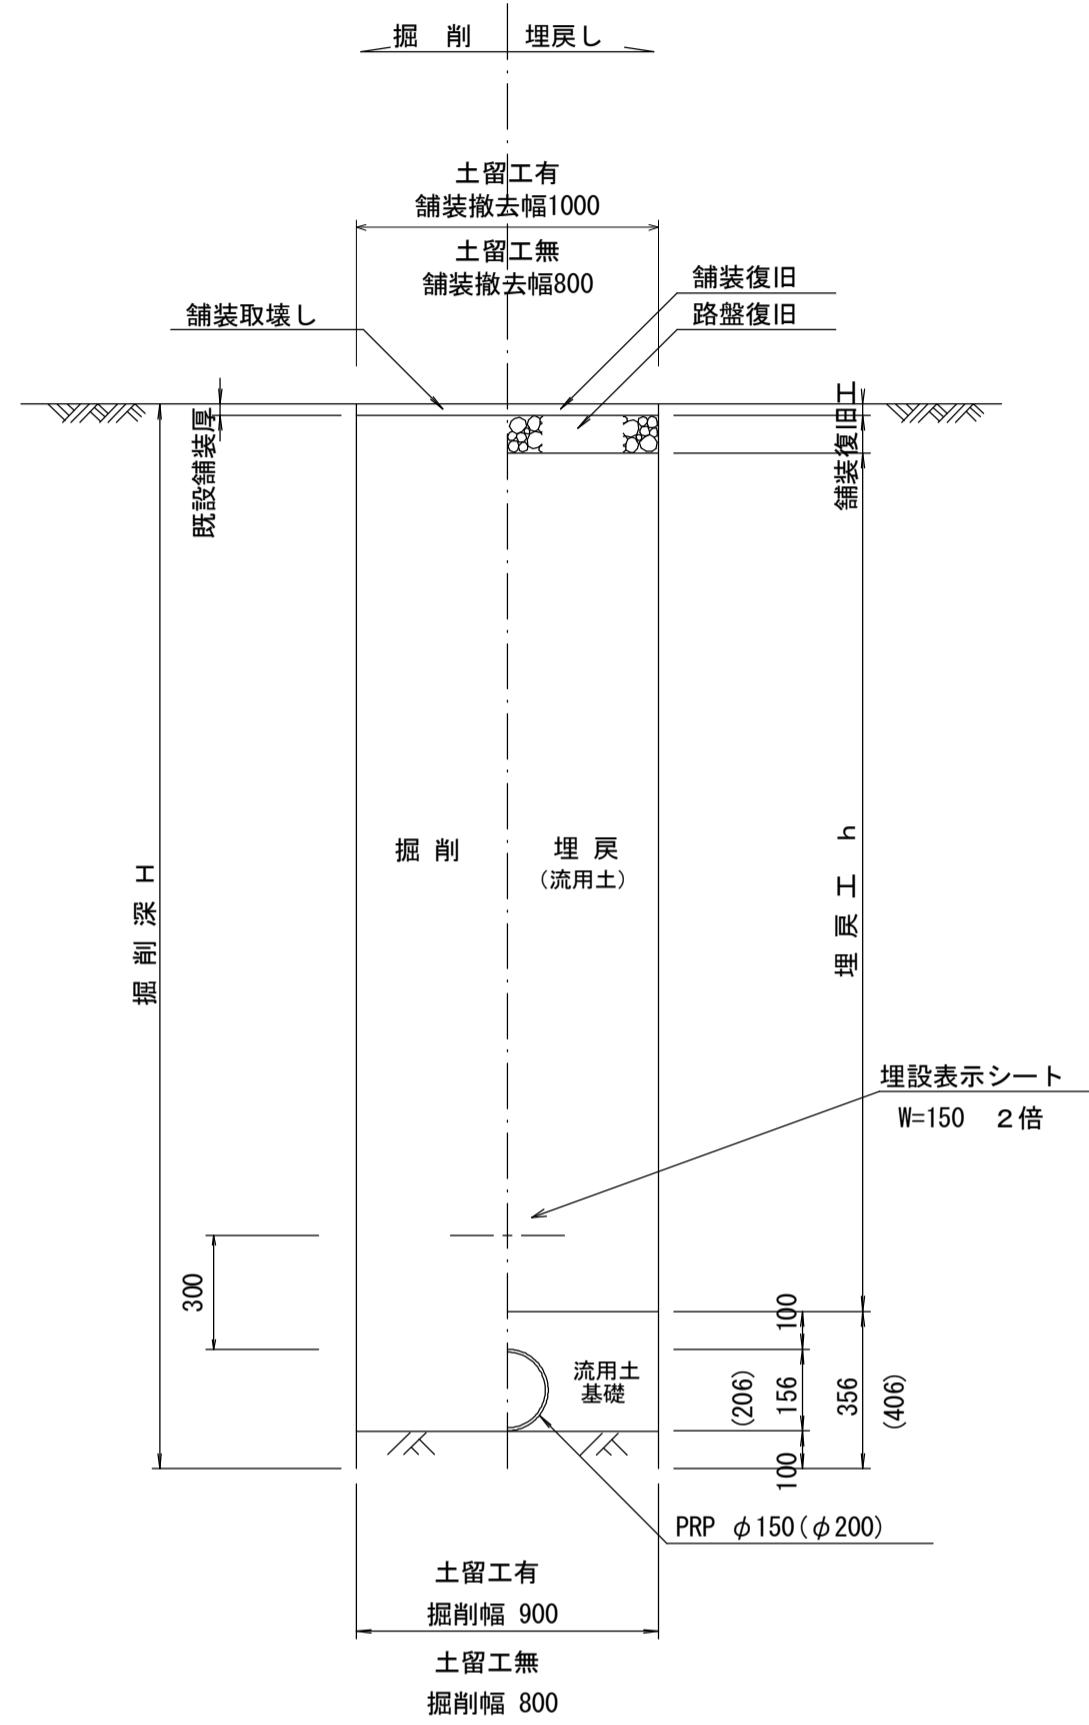 掘　削　埋戻し
土留工有
舗装撤去幅1000
土留工無
舗装撤去幅800
舗装復旧
路盤復旧
舗装取壊し
既設舗装厚
舗装復旧工
掘 削
埋 戻
(流用土)
掘 削 深 H
埋 戻 工 h
埋設表示シート
W=150　２倍
300
100
流用土
基礎
(206)
156
356
(406)
100
PRP φ150(φ200)
土留工有
掘削幅 900
土留工無
掘削幅 800